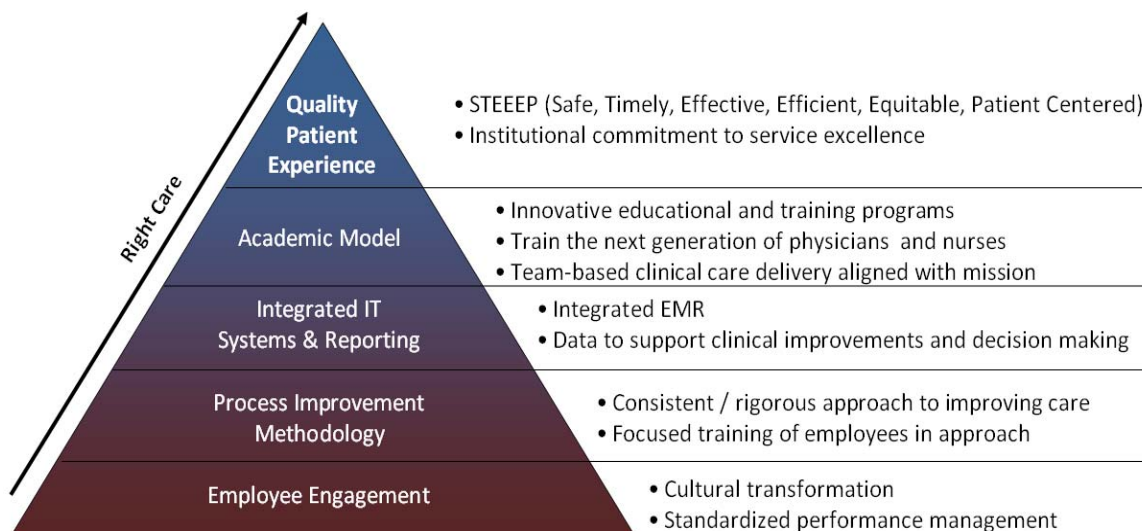 Right Care
Quality
Patient
Experience
• STEEEP (Safe, Timely, Effective, Efficient, Equitable, Patient Centered)
• Institutional commitment to service excellence
Academic Model
• Innovative educational and training programs
• Train the next generation of physicians and nurses
• Team-based clinical care delivery aligned with mission
Integrated IT
Systems & Reporting
• Integrated EMR
• Data to support clinical improvements and decision making
Process Improvement
Methodology
• Consistent / rigorous approach to improving care
• Focused training of employees in approach
Employee Engagement
• Cultural transformation
• Standardized performance management